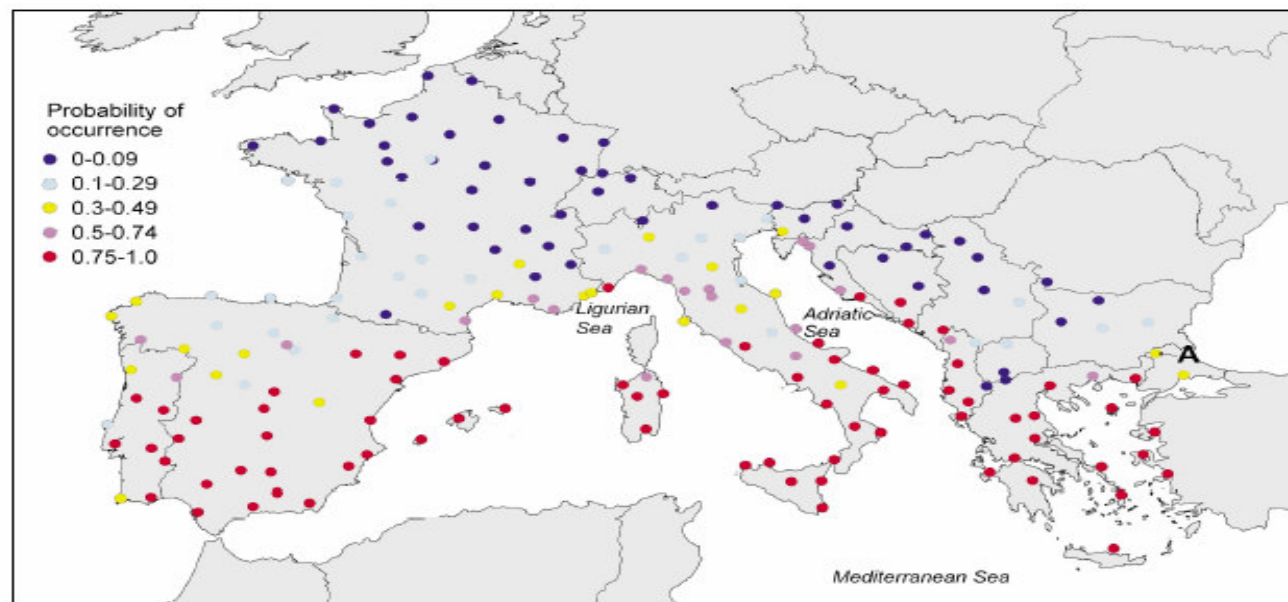 Probability of
occurrence
0-0.09
0.1-0.29
0.3-0.49
0.5-0.74
0.75-1.0
Ligurian
Sea
Adriatic
Sea
A
Mediterranean Sea